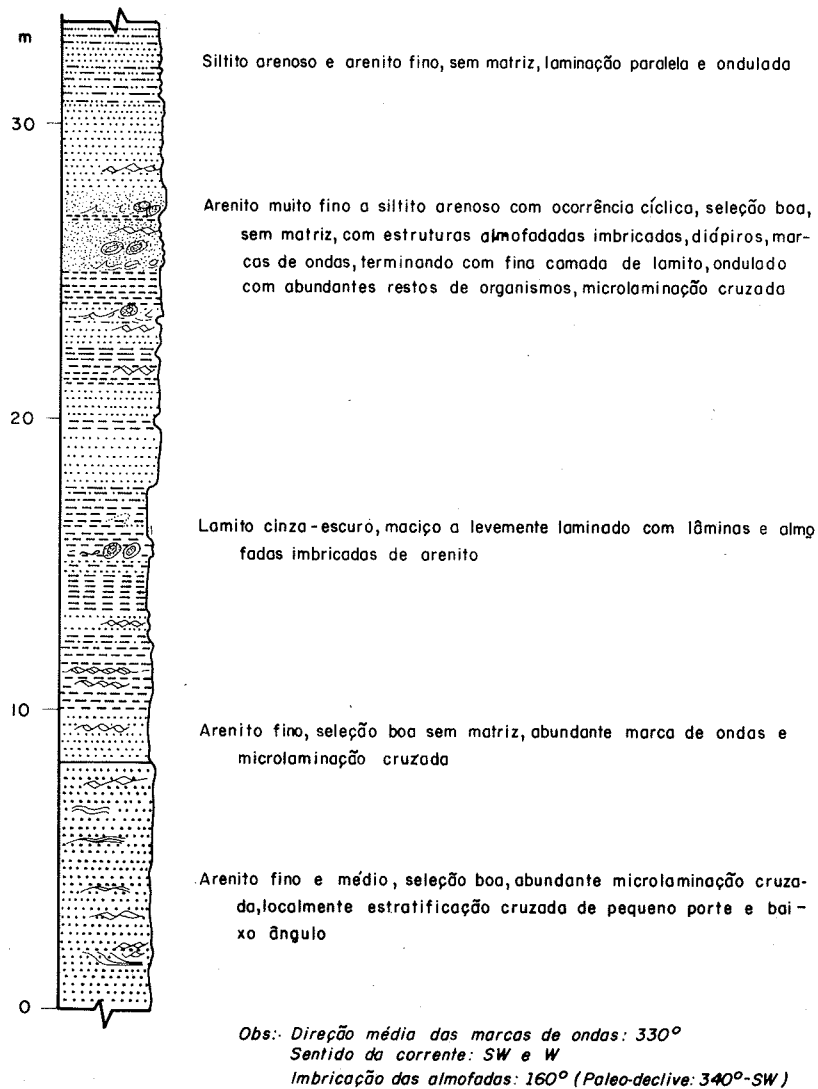 m
Siltito arenoso e arenito fino, sem matriz, laminação paralela e ondulada
30
Arenito muito fino a siltito arenoso com ocorrência cíclica, seleção boa,
sem matriz, com estruturas almofadadas imbricadas, diápiros, mar-
cas de ondas, terminando com fina camada de lamito, ondulado
com abundantes restos de organismos, microlaminação cruzada
20
Lamito cinza-escuro, maciço a levemente laminado com lâminas e almo
fadas imbricadas de arenito
10
Arenito fino, seleção boa sem matriz, abundante marca de ondas e
microlaminação cruzada
Arenito fino e médio, seleção boa, abundante microlaminação cruza-
da, localmente estratificação cruzada de pequeno porte e bai-
xo ângulo
0
Obs:. Direção média das marcas de ondas: 330º
Sentido da corrente: SW e W
Imbricação das almofadas: 160º (Paleo-declive: 340º-SW)